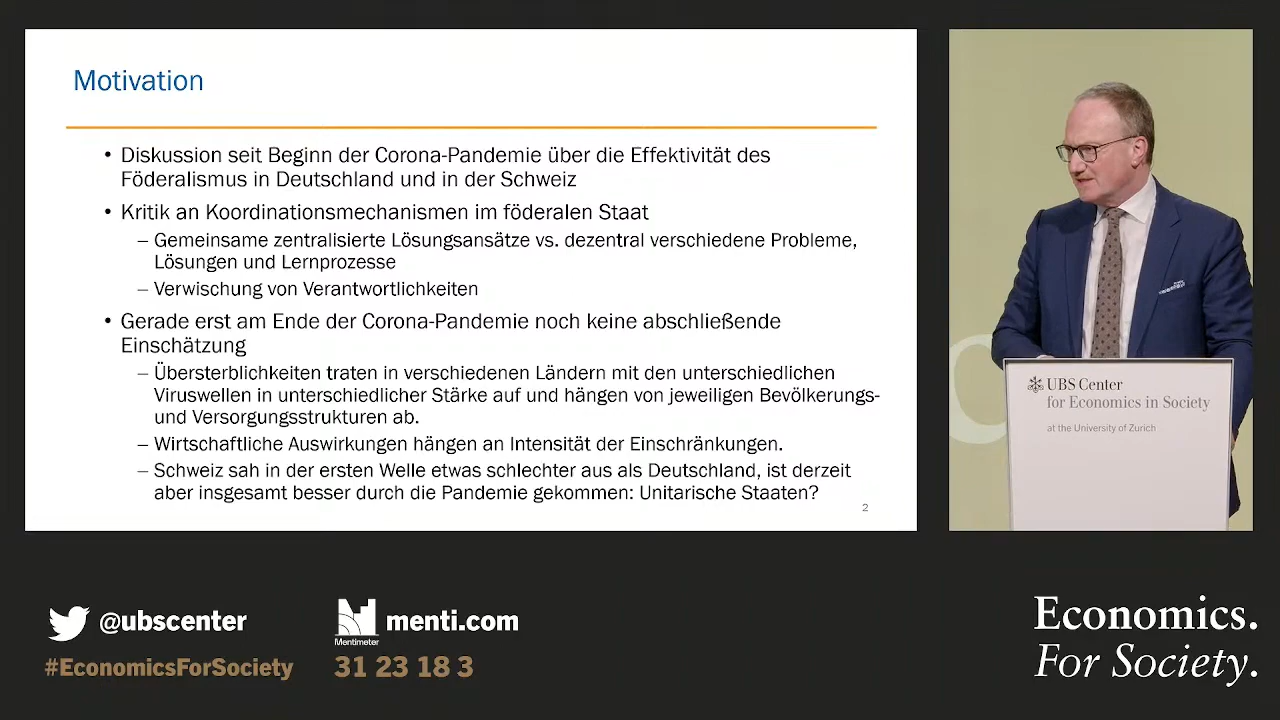 Motivation
• Diskussion seit Beginn der Corona-Pandemie über die Effektivität des
Föderalismus in Deutschland und in der Schweiz
• Kritik an Koordinationsmechanismen im föderalen Staat
– Gemeinsame zentralisierte Lösungsansätze vs. dezentral verschiedene Probleme,
Lösungen und Lernprozesse
– Verwischung von Verantwortlichkeiten
• Gerade erst am Ende der Corona-Pandemie noch keine abschließende
Einschätzung
– Übersterblichkeiten traten in verschiedenen Ländern mit den unterschiedlichen
Viruswellen in unterschiedlicher Stärke auf und hängen von jeweiligen Bevölkerungs-
und Versorgungsstrukturen ab.
– Wirtschaftliche Auswirkungen hängen an Intensität der Einschränkungen.
– Schweiz sah in der ersten Welle etwas schlechter aus als Deutschland, ist derzeit
aber insgesamt besser durch die Pandemie gekommen: Unitarische Staaten?
2
UBS Center
for Economics in Society
at the University of Zurich
@ubscenter
#EconomicsForSociety
Mentimeter
menti.com
31 23 18 3
Economics.
For Society.